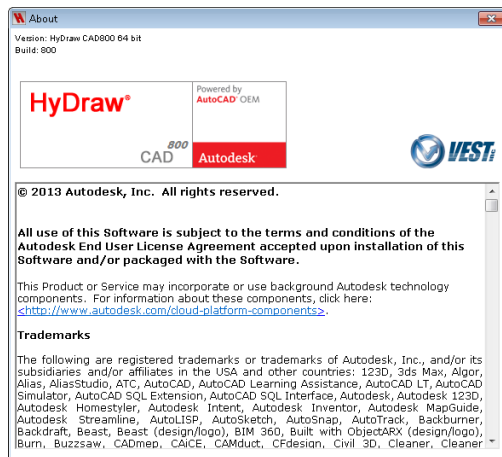 About
Version: HyDraw CAD800 64 bit
Build: 800
HyDraw®
CAD 800
Powered by
AutoCAD® OEM
Autodesk®
VEST
© 2013 Autodesk, Inc. All rights reserved.
All use of this Software is subject to the terms and conditions of the
Autodesk End User License Agreement accepted upon installation of this
Software and/or packaged with the Software.
This Product or Service may incorporate or use background Autodesk technology
components. For information about these components, click here:
<http://www.autodesk.com/cloud-platform-components>.
Trademarks
The following are registered trademarks or trademarks of Autodesk, Inc., and/or its
subsidiaries and/or affiliates in the USA and other countries: 123D, 3ds Max, Algor,
Alias, AliasStudio, ATC, AutoCAD, AutoCAD Learning Assistance, AutoCAD LT, AutoCAD
Simulator, AutoCAD SQL Extension, AutoCAD SQL Interface, Autodesk, Autodesk 123D,
Autodesk Homestyler, Autodesk Intent, Autodesk Inventor, Autodesk MapGuide,
Autodesk Streamline, AutoLISP, AutoSketch, AutoSnap, AutoTrack, Backburner,
Backdraft, Beast, Beast (design/logo), BIM 360, Built with ObjectARX (design/logo),
Burn, Buzzsaw, CADmep, CAiCE, CAMduct, CFdesign, Civil 3D, Cleaner, Cleaner